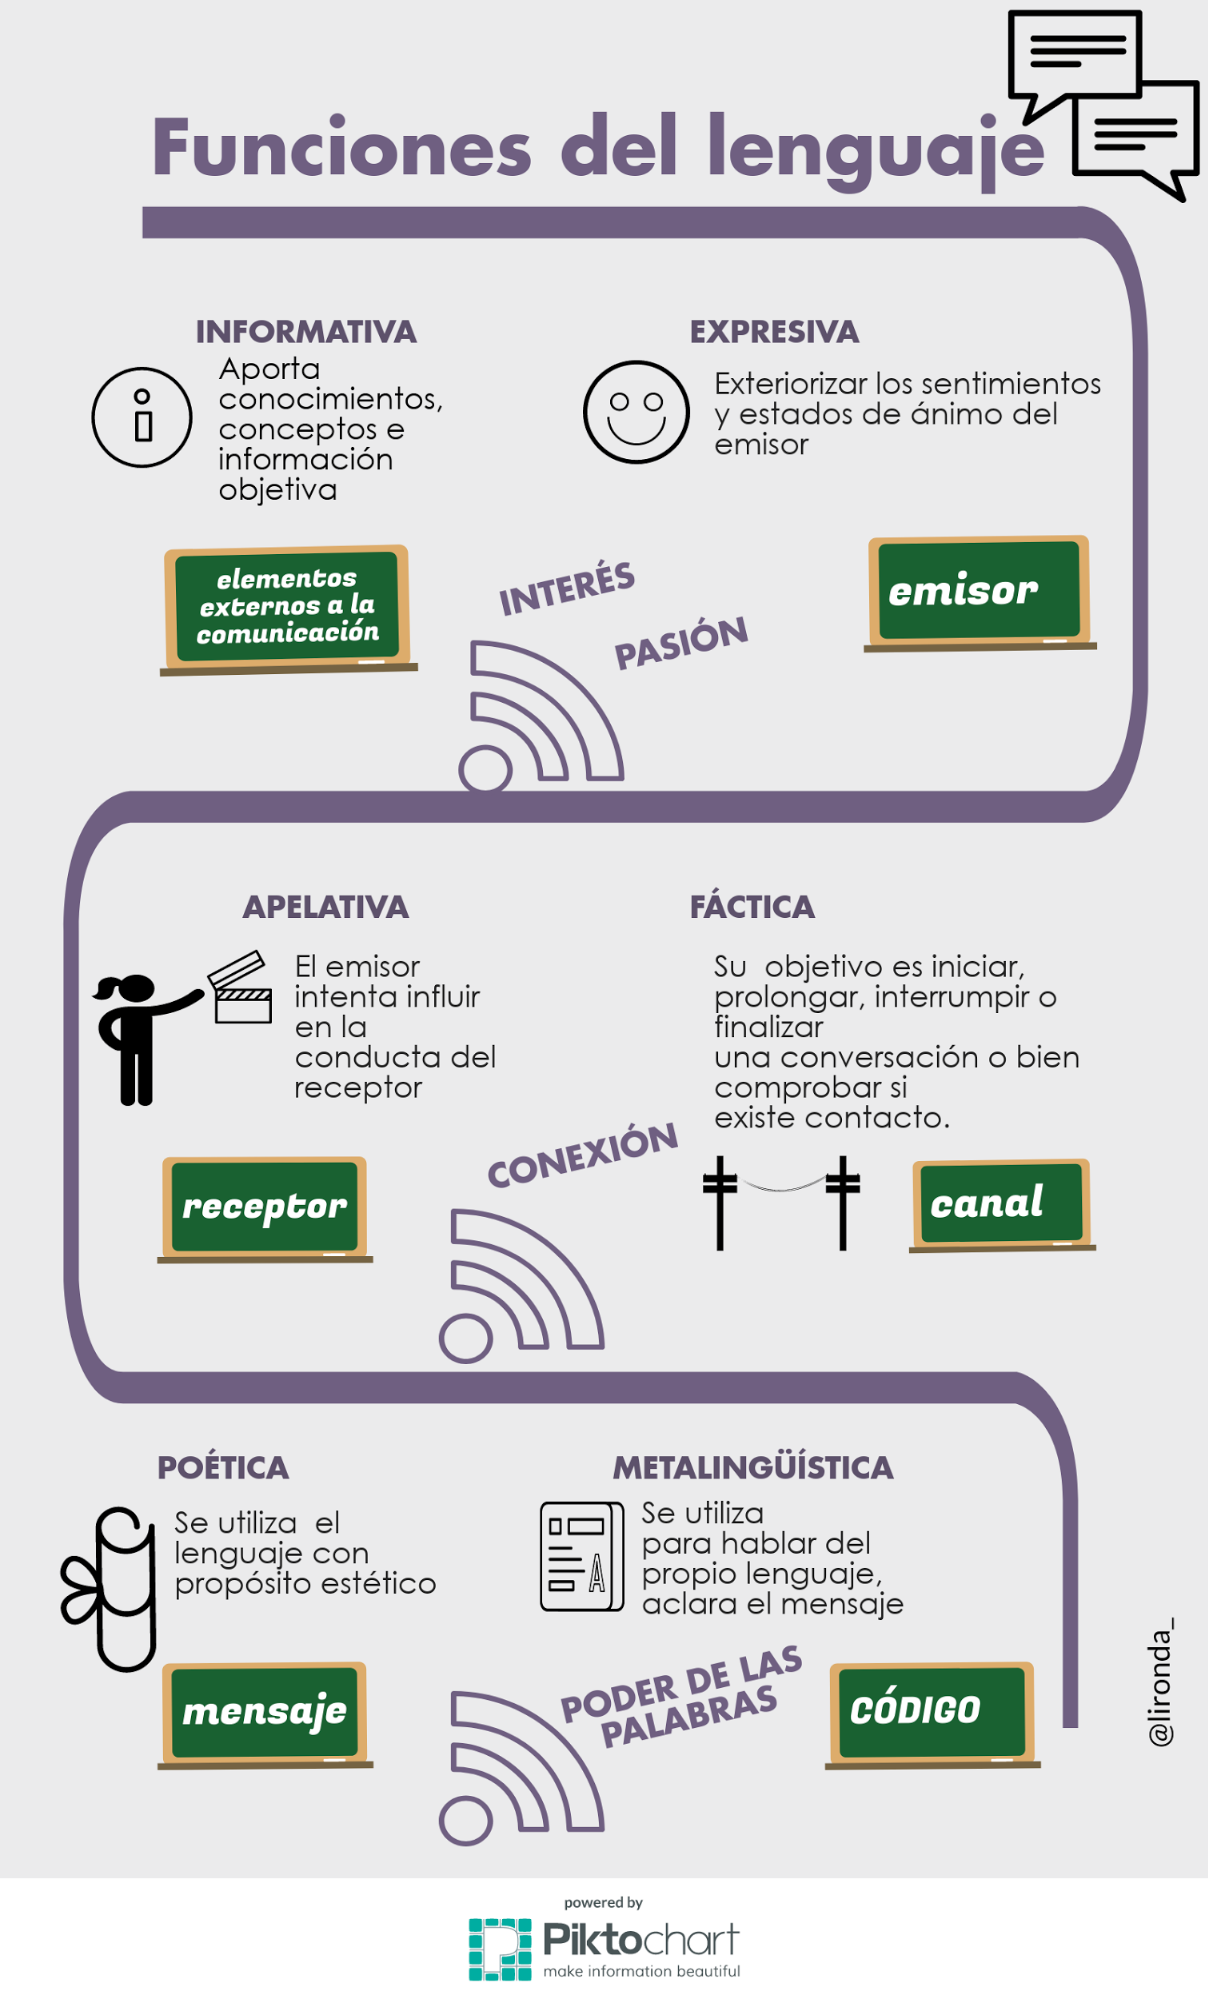 Funciones del lenguaje
INFORMATIVA
Aporta
conocimientos,
conceptos e
información
objetiva
elementos
externos a la
comunicación
EXPRESIVA
Exteriorizar los sentimientos
y estados de ánimo del
emisor
INTERÉS
PASIÓN
emisor
APELATIVA
El emisor
intenta influir
en la
conducta del
receptor
receptor
FÁCTICA
Su objetivo es iniciar,
prolongar, interrumpir o
finalizar
una conversación o bien
comprobar si
existe contacto.
CONEXIÓN
canal
POÉTICA
Se utiliza el
lenguaje con
propósito estético
mensaje
METALINGÜÍSTICA
Se utiliza
para hablar del
propio lenguaje,
aclara el mensaje
A
PODER DE LAS
PALABRAS
CÓDIGO
@lironda_
powered by
Piktochart
make information beautiful